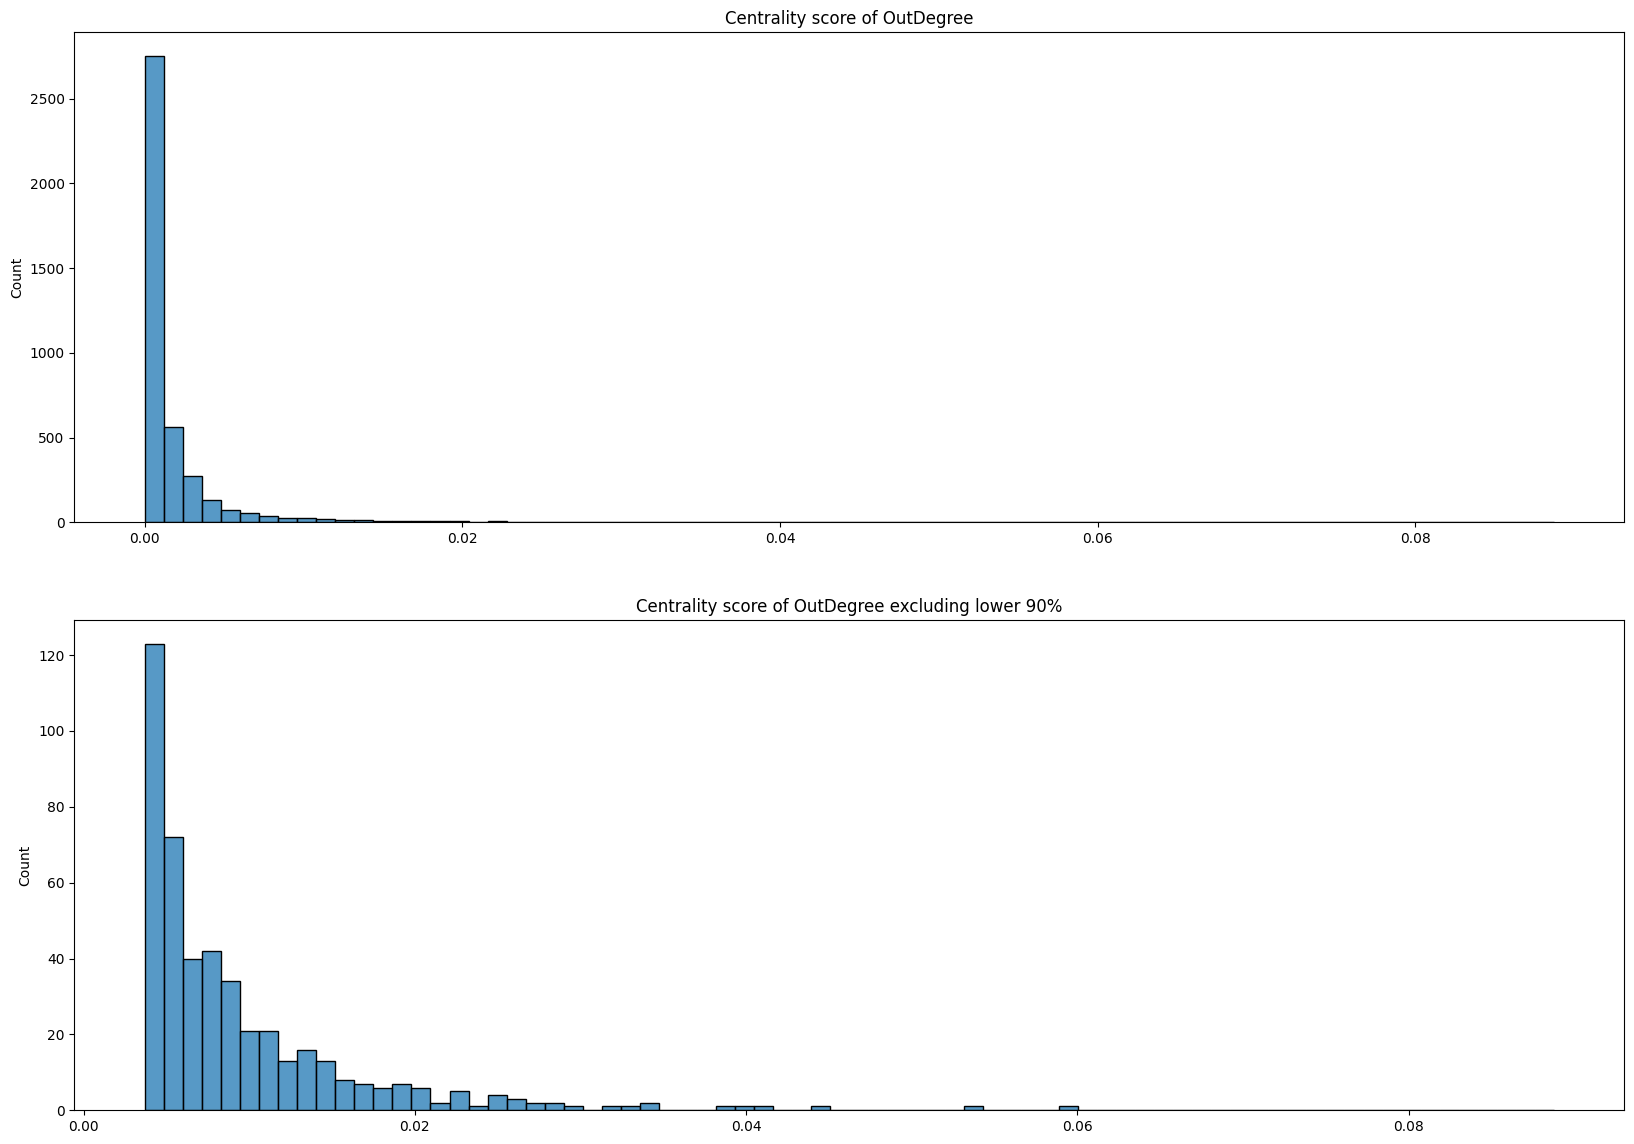 Centrality score of OutDegree
2500
2000
1500
1000
500
0
Count
0.00 0.02 0.04 0.06 0.08
Centrality score of OutDegree excluding lower 90%
120
100
80
60
40
20
0
Count
0.00 0.02 0.04 0.06 0.08